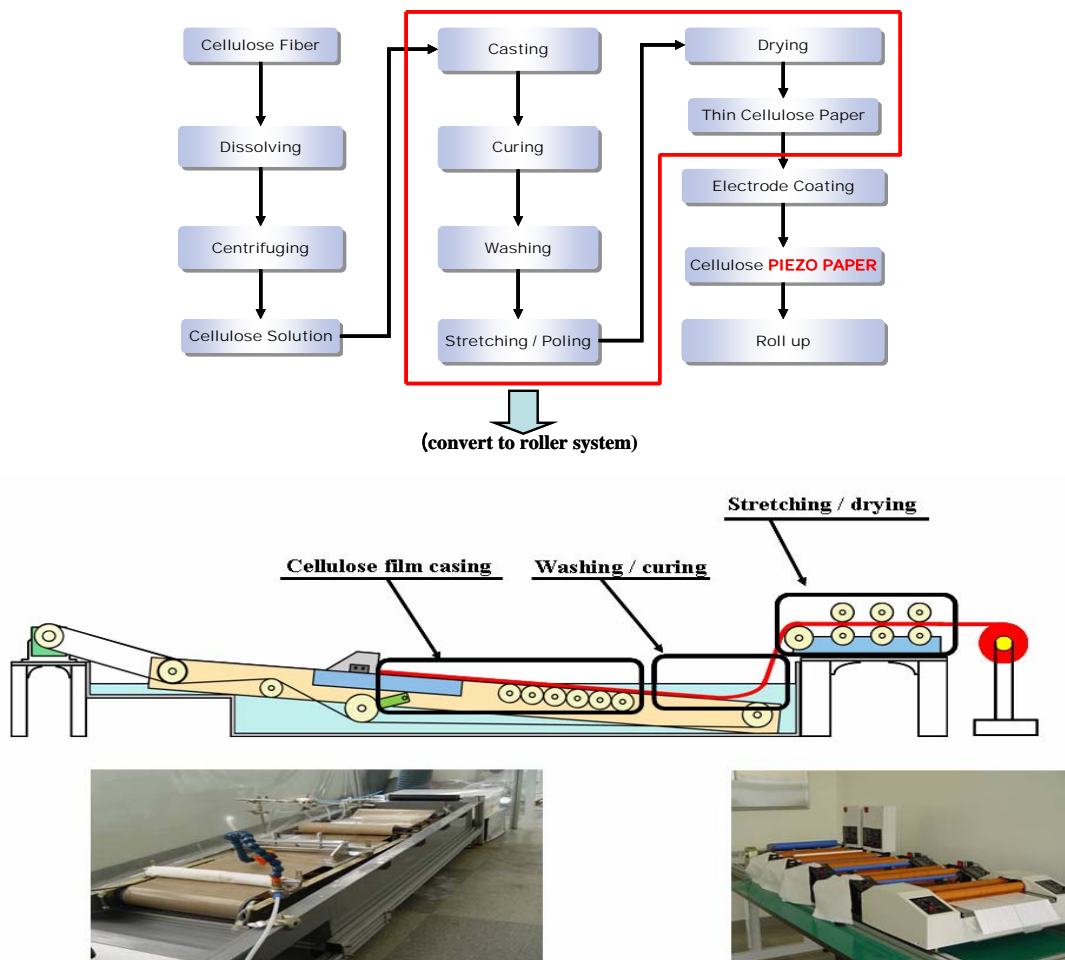 Cellulose Fiber
Dissolving
Centrifuging
Cellulose Solution
Casting
Curing
Washing
Stretching / Poling
Drying
Thin Cellulose Paper
Electrode Coating
Cellulose PIEZO PAPER
Roll up
(convert to roller system)
Stretching / drying
Cellulose film casing
Washing / curing